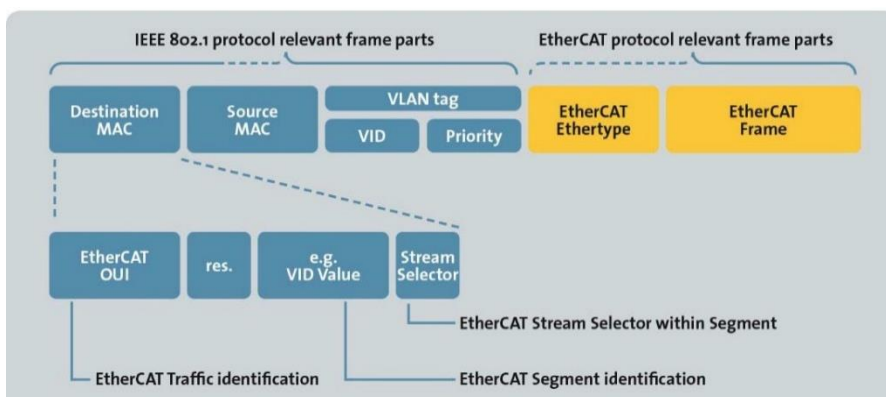 IEEE 802.1 protocol relevant frame parts
EtherCAT protocol relevant frame parts
Destination
MAC
Source
MAC
VLAN tag
VID
Priority
EtherCAT
Ethertype
EtherCAT
Frame
EtherCAT
OUI
res.
e.g.
VID Value
Stream
Selector
EtherCAT Stream Selector within Segment
EtherCAT Traffic identification
EtherCAT Segment identification